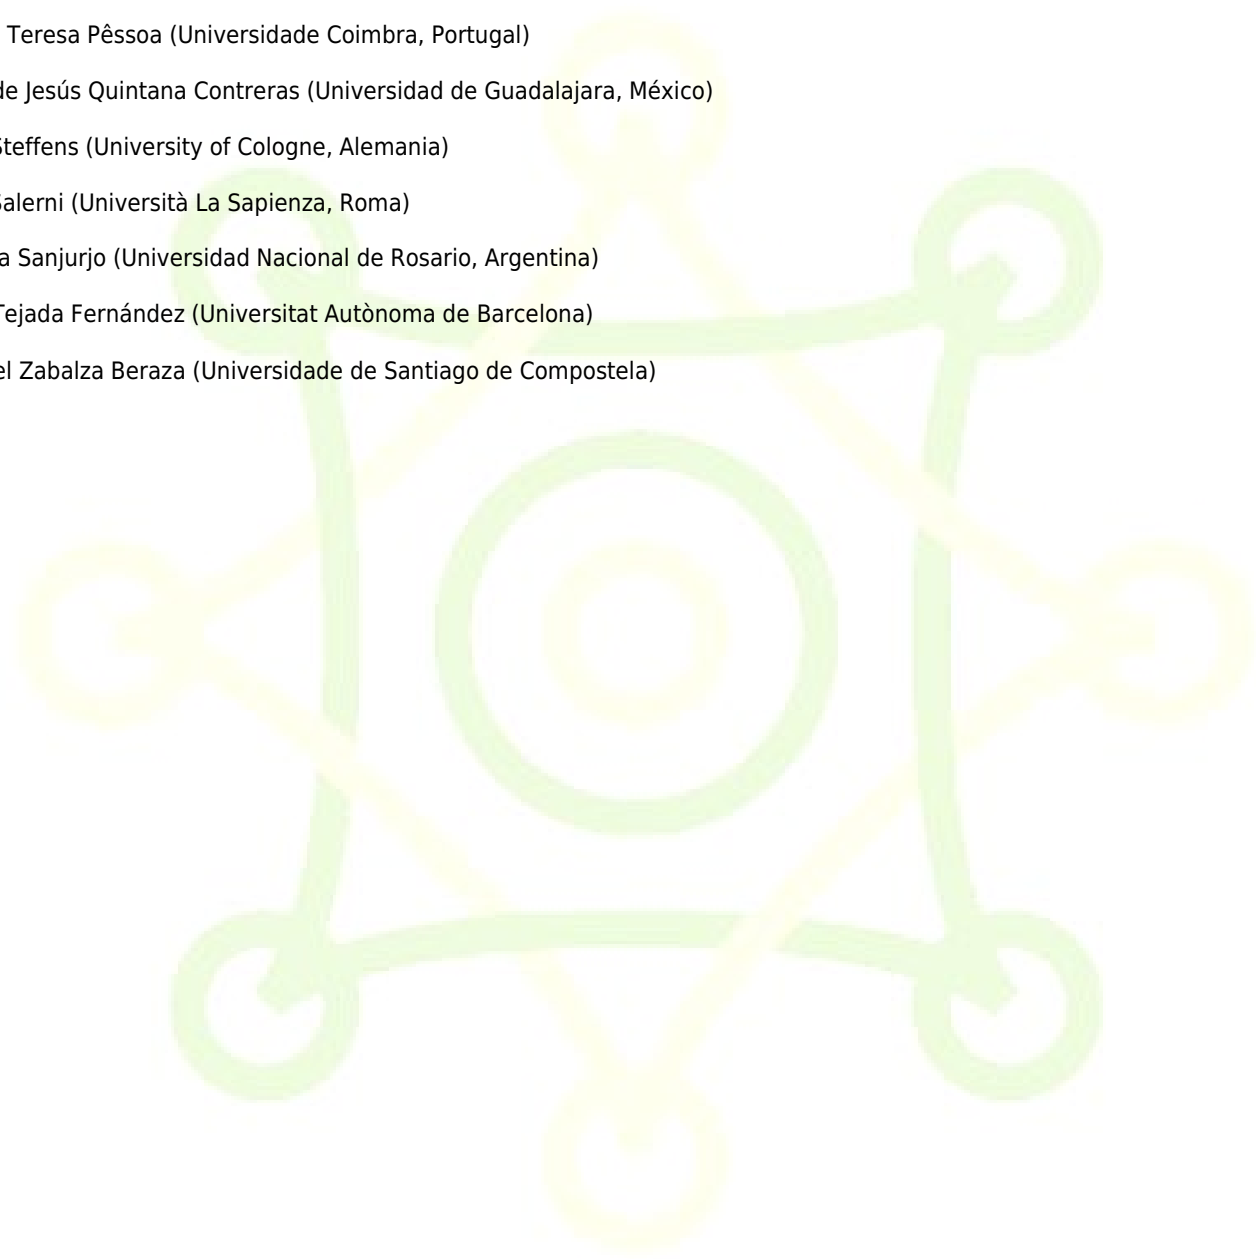 Teresa Pêssoa (Universidade Coimbra, Portugal)
de Jesús Quintana Contreras (Universidad de Guadalajara, México)
Steffens (University of Cologne, Alemania)
Salerni (Università La Sapienza, Roma)
a Sanjurjo (Universidad Nacional de Rosario, Argentina)
Tejada Fernández (Universitat Autònoma de Barcelona)
el Zabalza Beraza (Universidade de Santiago de Compostela)